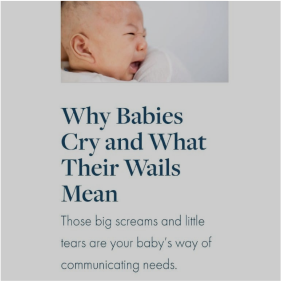 Why Babies
Cry and What
Their Wails
Mean
Those big screams and little
tears are your baby's way of
communicating needs.